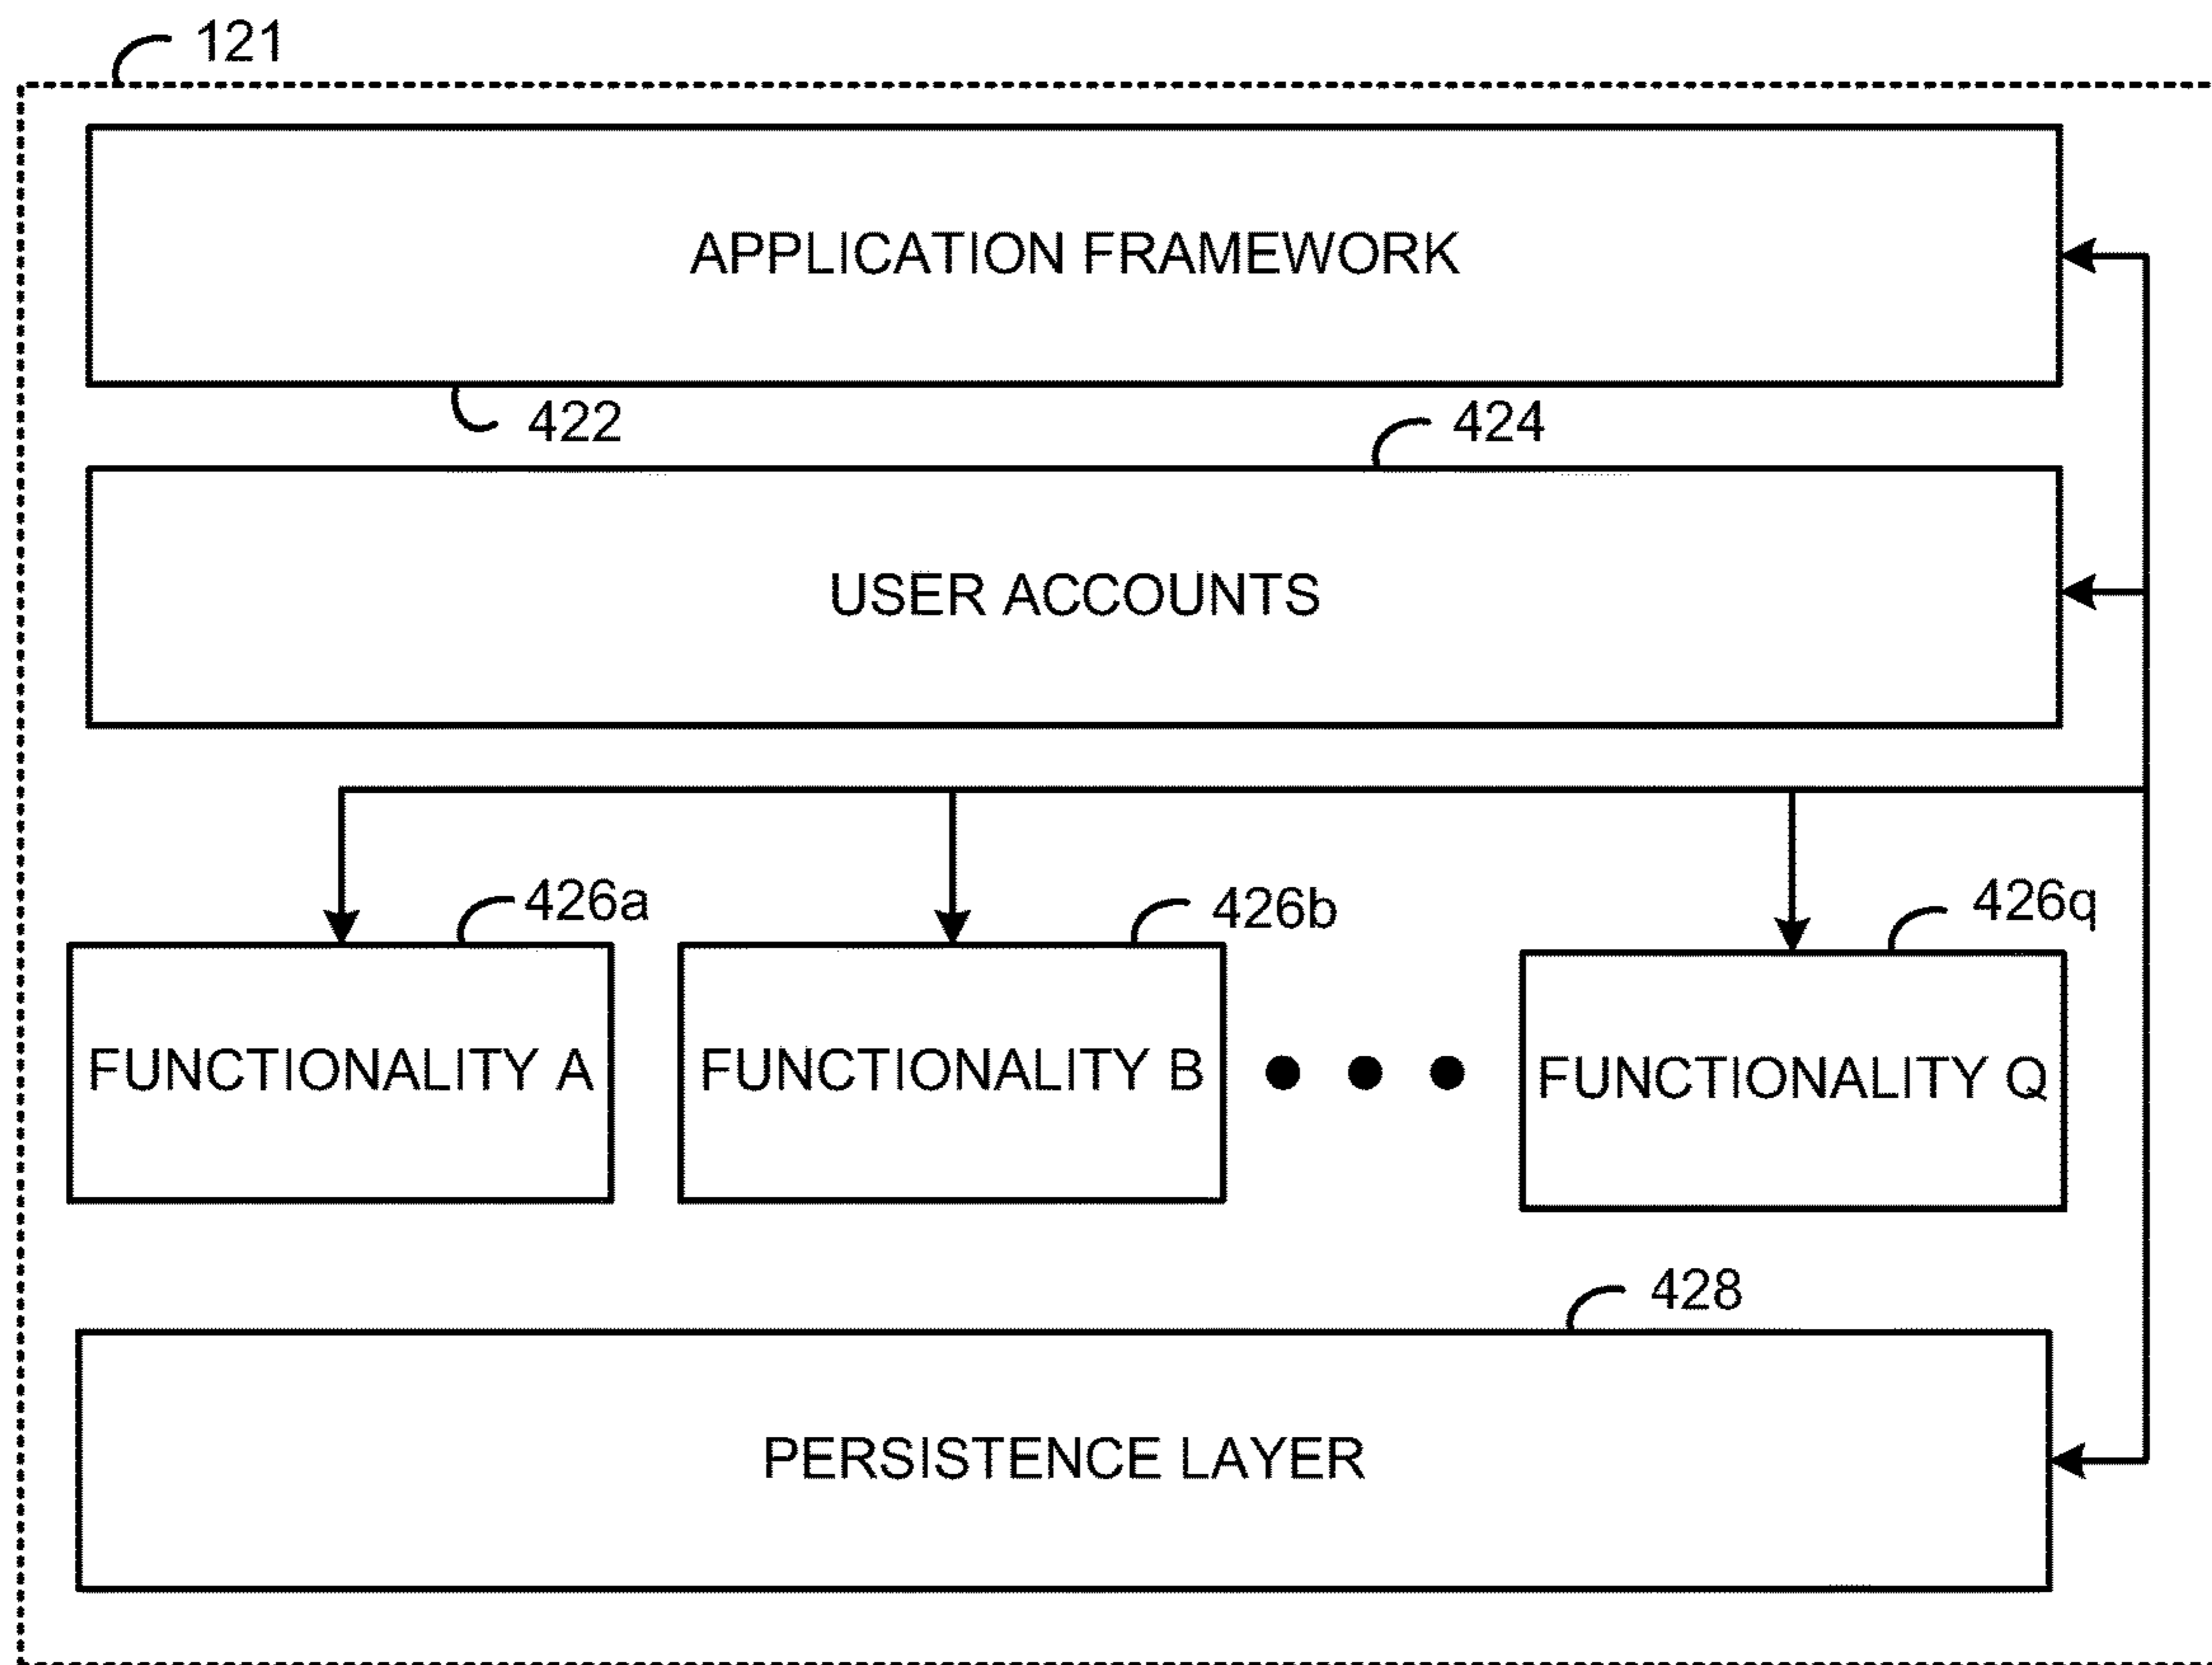 121
APPLICATION FRAMEWORK
422
424
USER ACCOUNTS
426a
426b
426q
FUNCTIONALITY A
FUNCTIONALITY B
FUNCTIONALITY Q
428
PERSISTENCE LAYER